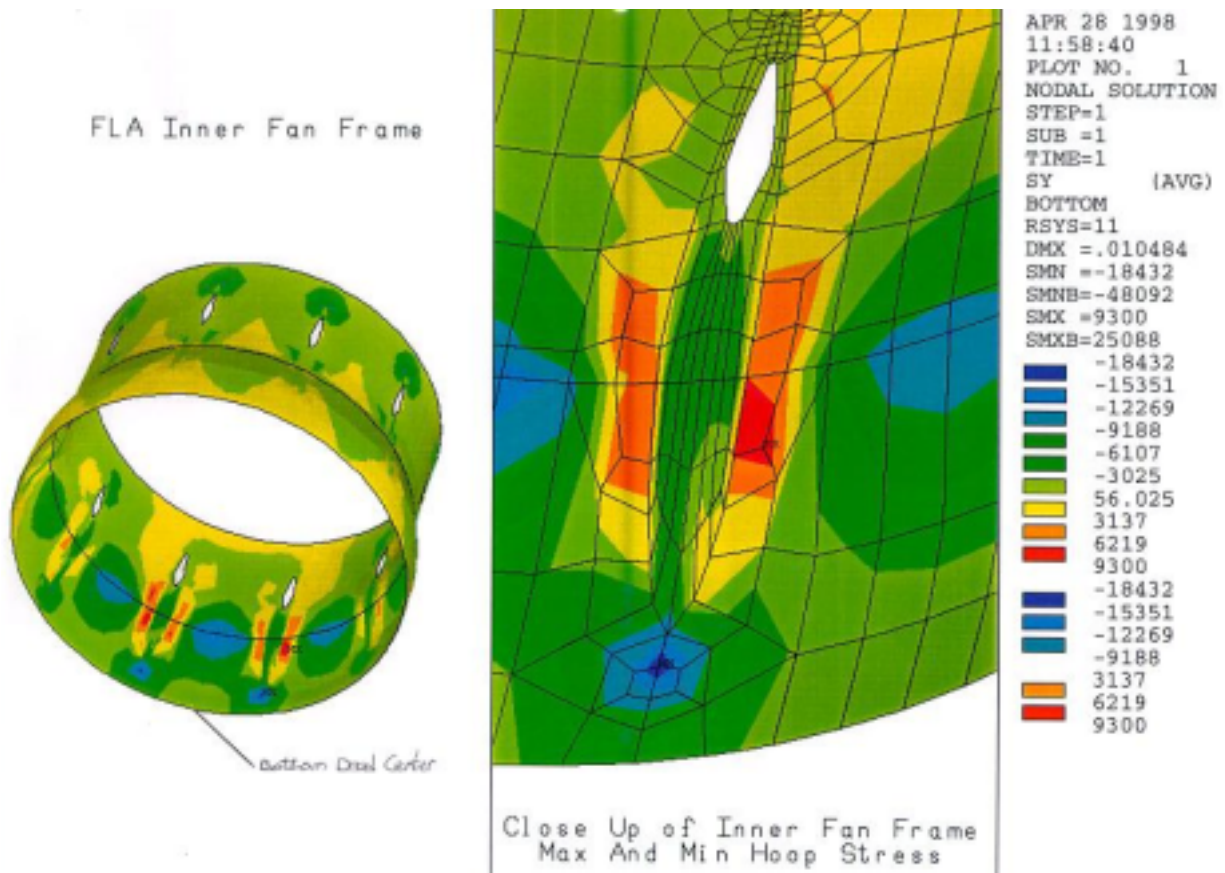 FLA Inner Fan Frame
Bottom Dead Center
Close Up of Inner Fan Frame
Max And Min Hoop Stress
APR 28 1998
11:58:40
PLOT NO. 1
NODAL SOLUTION
STEP=1
SUB =1
TIME=1
SY (AVG)
BOTTOM
RSYS=11
DMX =.010484
SMN =-18432
SMNB=-48092
SMX =9300
SMXB=25088
-18432
-15351
-12269
-9188
-6107
-3025
56.025
3137
6219
9300
-18432
-15351
-12269
-9188
3137
6219
9300